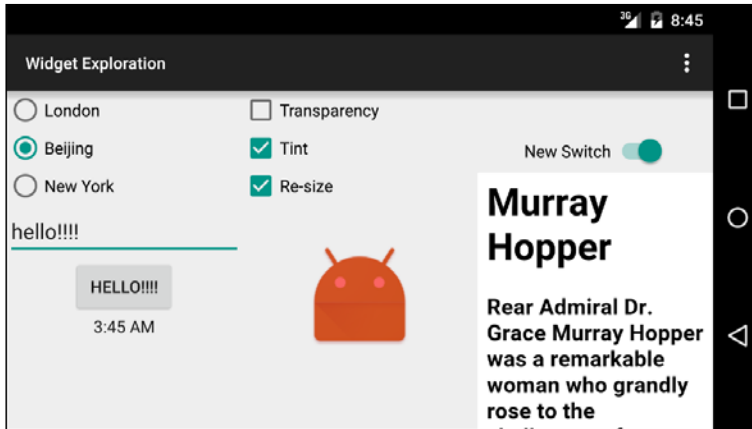 3G 8:45
Widget Exploration
London
Beijing
New York
Transparency
Tint
Re-size
New Switch
hello!!!!
HELLO!!!!
3:45 AM
Murray
Hopper
Rear Admiral Dr.
Grace Murray Hopper
was a remarkable
woman who grandly
rose to the